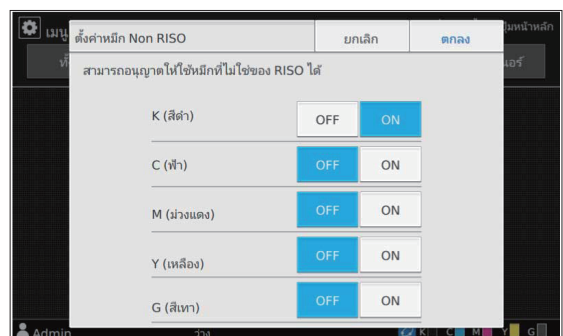 เมนู
ปุ่มหน้าหลัก
ตั้งค่าหมึก Non RISO
ยกเลิก
ตกลง
สามารถอนุญาตให้ใช้หมึกที่ไม่ใช่ของ RISO ได้
K (สีดำ) OFF ON
C (ฟ้า) OFF ON
M (ม่วงแดง) OFF ON
Y (เหลือง) OFF ON
G (สีเทา) OFF ON
Admin ว่าง K C M Y G